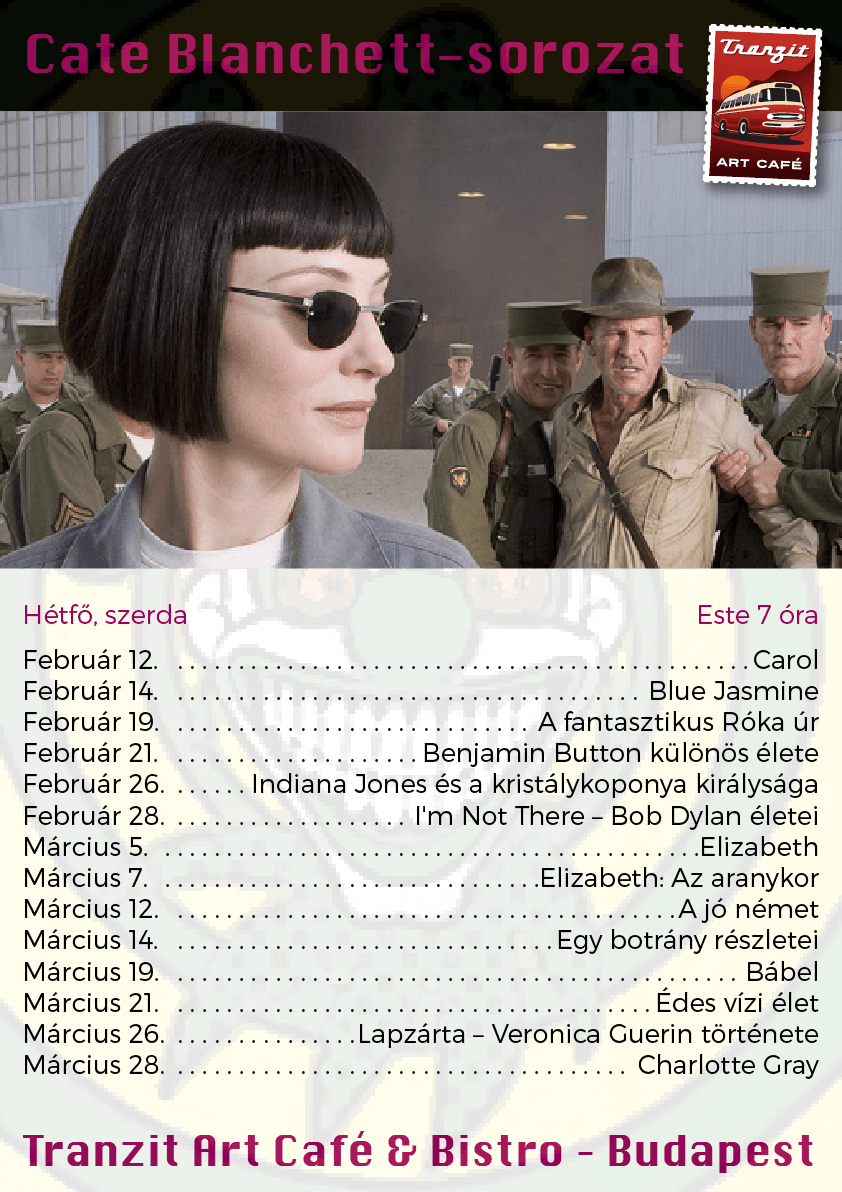 Cate Blanchett-sorozat
Tranzit
ART CAFÉ
Hétfő, szerda Este 7 óra
Február 12. . . . . . . . . . . . . . . . . . . . . . . . . . . . . . . . . . . . . . . . . . . . . . . . Carol
Február 14. . . . . . . . . . . . . . . . . . . . . . . . . . . . . . . . . . . . . . . Blue Jasmine
Február 19. . . . . . . . . . . . . . . . . . . . . . . . . . . . . . A fantasztikus Róka úr
Február 21. . . . . . . . . . . . . . . . . . . . . Benjamin Button különös élete
Február 26. . . . . . . Indiana Jones és a kristálykoponya királysága
Február 28. . . . . . . . . . . . . . . . . . . . I'm Not There – Bob Dylan életei
Március 5. . . . . . . . . . . . . . . . . . . . . . . . . . . . . . . . . . . . . . . . . . . . .Elizabeth
Március 7. . . . . . . . . . . . . . . . . . . . . . . . . . . . . . . .Elizabeth: Az aranykor
Március 12. . . . . . . . . . . . . . . . . . . . . . . . . . . . . . . . . . . . . . . . . A jó német
Március 14. . . . . . . . . . . . . . . . . . . . . . . . . . . . . . . Egy botrány részletei
Március 19. . . . . . . . . . . . . . . . . . . . . . . . . . . . . . . . . . . . . . . . . . . . . . Bábel
Március 21. . . . . . . . . . . . . . . . . . . . . . . . . . . . . . . . . . . . . . . Édes vízi élet
Március 26. . . . . . . . . . . . . . . .Lapzárta – Veronica Guerin története
Március 28. . . . . . . . . . . . . . . . . . . . . . . . . . . . . . . . . . . . . . Charlotte Gray
Tranzit Art Café & Bistro - Budapest